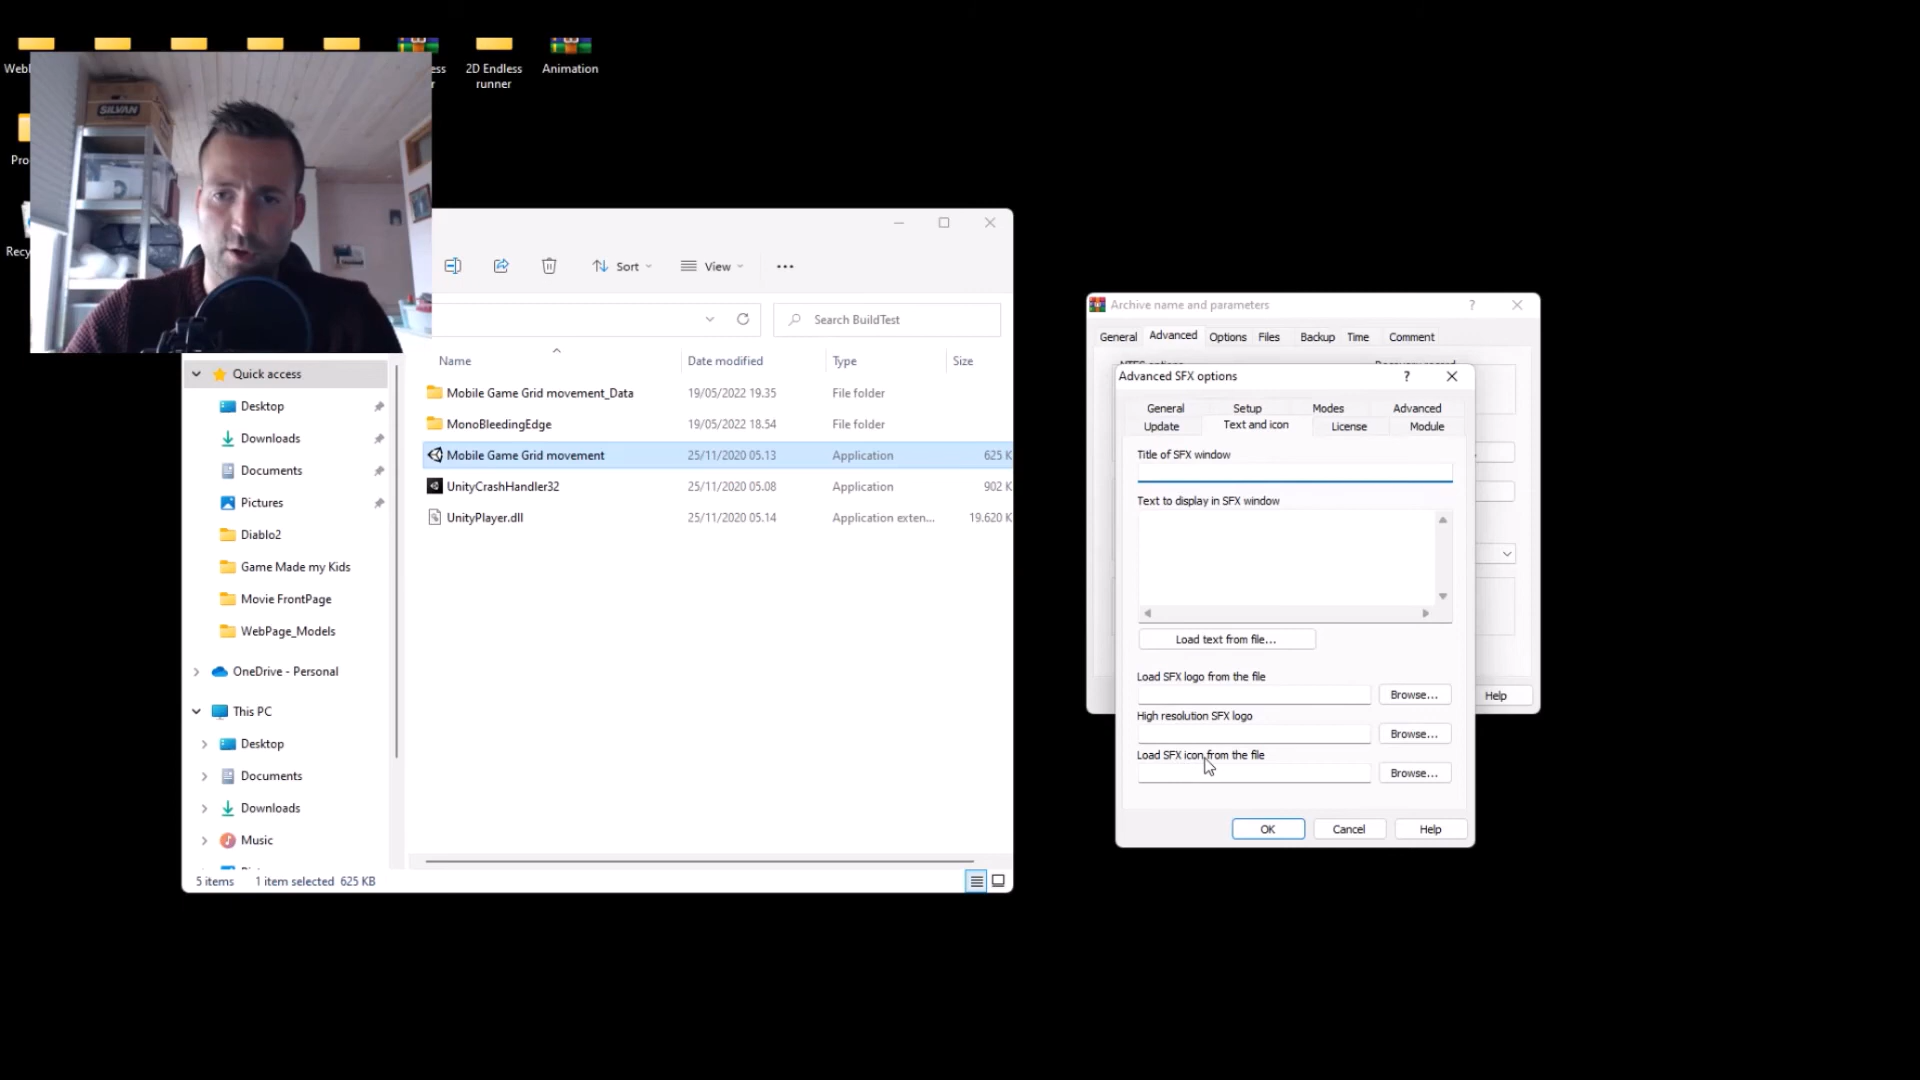 Webl
ess
r
2D Endless
runner
Animation
Pro
Recy
SILVAN
Sort
View
Search BuildTest
Name
Date modified
Type
Size
Mobile Game Grid movement_Data
19/05/2022 19.35
File folder
MonoBleedingEdge
19/05/2022 18.54
File folder
Mobile Game Grid movement
25/11/2020 05.13
Application
625 K
UnityCrashHandler32
25/11/2020 05.08
Application
902 K
UnityPlayer.dll
25/11/2020 05.14
Application exten...
19.620 K
Quick access
Desktop
Downloads
Documents
Pictures
Diablo2
Game Made my Kids
Movie FrontPage
WebPage_Models
OneDrive - Personal
This PC
Desktop
Documents
Downloads
Music
5 items
1 item selected 625 KB
Archive name and parameters
General
Advanced
Options
Files
Backup
Time
Comment
Help
Advanced SFX options
General
Setup
Modes
Advanced
Update
Text and icon
License
Module
Title of SFX window
Text to display in SFX window
Load text from file...
Load SFX logo from the file
Browse...
High resolution SFX logo
Browse...
Load SFX icon from the file
Browse...
OK
Cancel
Help